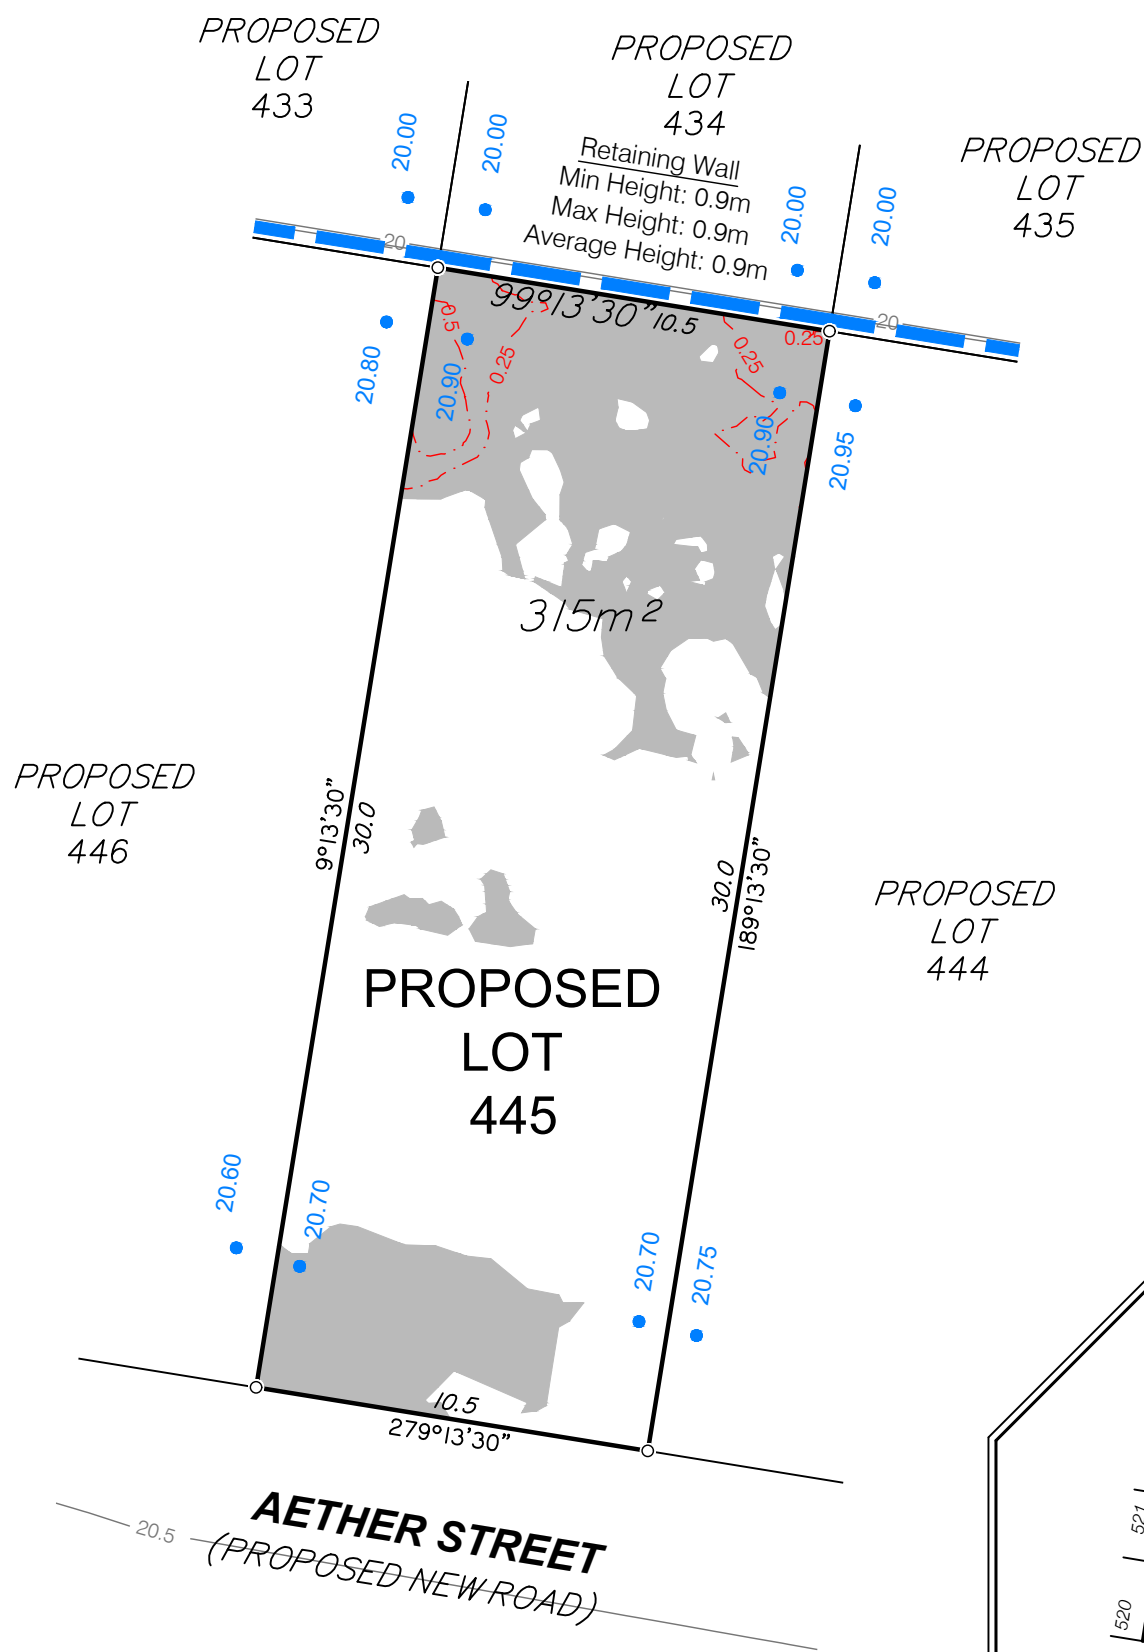 PROPOSED
LOT
433
PROPOSED
LOT
434
PROPOSED
LOT
435
20.00
20.00
Retaining Wall
Min Height: 0.9m
Max Height: 0.9m
Average Height: 0.9m
20.00
20.00
20
20
99°13'30"
10.5
0.5
0.25
0.25
0.25
20.80
20.90
20.90
20.95
315m²
PROPOSED
LOT
446
9°13'30"
30.0
30.0
189°13'30"
PROPOSED
LOT
444
PROPOSED
LOT
445
20.60
20.70
20.70
20.75
10.5
279°13'30"
AETHER STREET
(PROPOSED NEW ROAD)
20.5
521
520